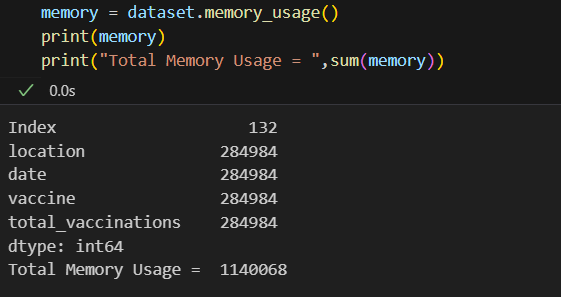 memory = dataset.memory_usage()
print(memory)
print("Total Memory Usage = ",sum(memory))
0.0s
Index 132
location 284984
date 284984
vaccine 284984
total_vaccinations 284984
dtype: int64
Total Memory Usage =  1140068